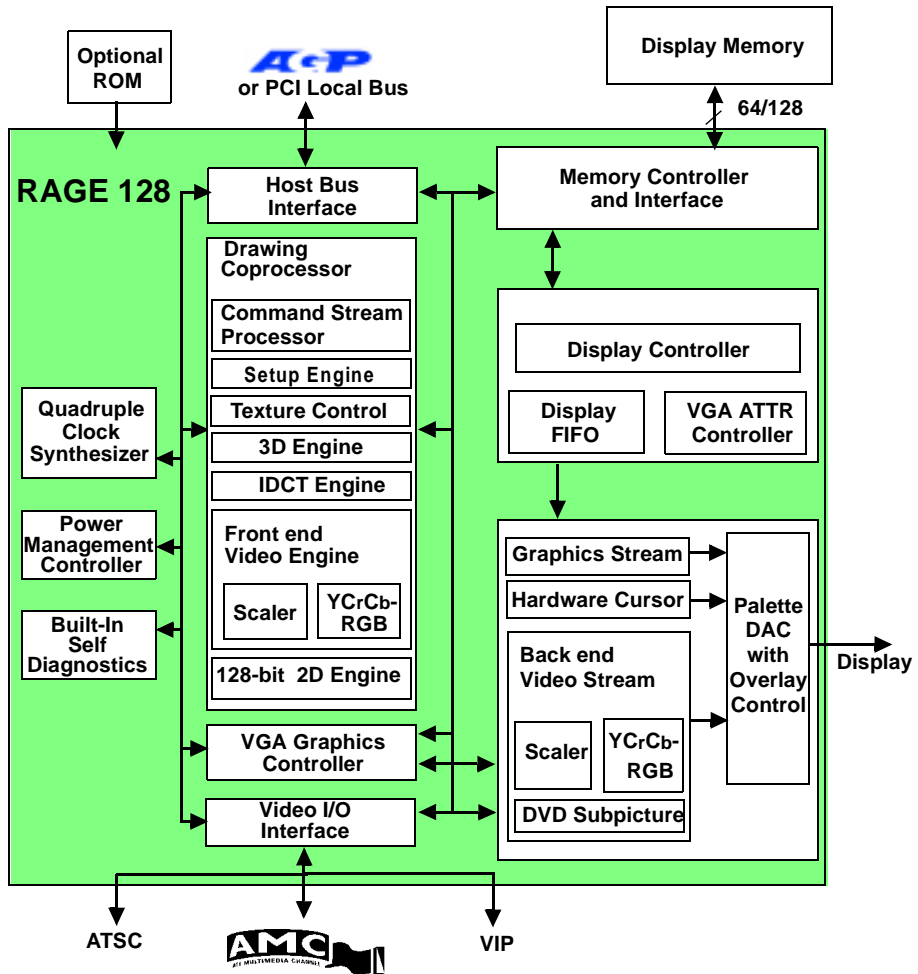 Optional
ROM
AGP
or PCI Local Bus
Display Memory
64/128
RAGE 128
Host Bus
Interface
Memory Controller
and Interface
Drawing
Coprocessor
Command Stream
Processor
Setup Engine
Texture Control
3D Engine
IDCT Engine
Front end
Video Engine
Scaler
YCrCb-
RGB
128-bit 2D Engine
Quadruple
Clock
Synthesizer
Power
Management
Controller
Built-In
Self
Diagnostics
VGA Graphics
Controller
Video I/O
Interface
Display Controller
Display
FIFO
VGA ATTR
Controller
Graphics Stream
Hardware Cursor
Back end
Video Stream
Scaler
YCrCb-
RGB
DVD Subpicture
Palette
DAC
with
Overlay
Control
Display
ATSC
AMC
ATI MULTIMEDIA CHANNEL
VIP